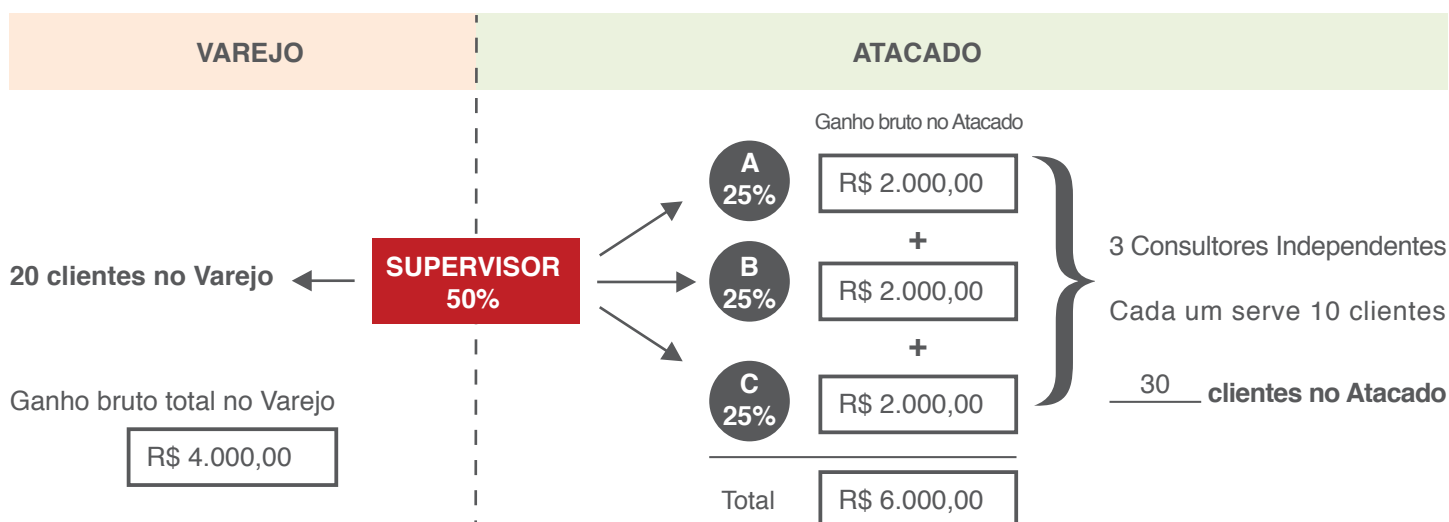 VAREJO
ATACADO
20 clientes no Varejo
Ganho bruto total no Varejo
R$ 4.000,00
SUPERVISOR
50%
Ganho bruto no Atacado
A
25%
R$ 2.000,00
+
B
25%
R$ 2.000,00
+
C
25%
R$ 2.000,00
Total
R$ 6.000,00
3 Consultores Independentes
Cada um serve 10 clientes
30 clientes no Atacado